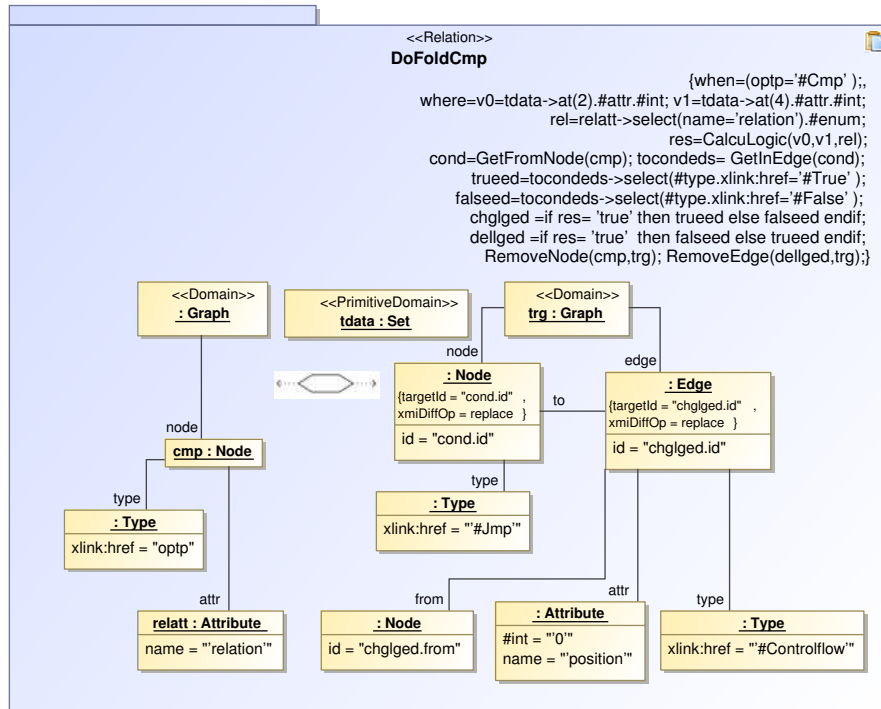 <<Relation>>
DoFoldCmp
{when=(optp='#Cmp' );,
where=v0=tdata->at(2).#attr.#int; v1=tdata->at(4).#attr.#int;
rel=relatt->select(name='relation').#enum;
res=CalcuLogic(v0,v1,rel);
cond=GetFromNode(cmp); tocondeds= GetInEdge(cond);
trueed=tocondeds->select(#type.xlink:href='#True' );
falseed=tocondeds->select(#type.xlink:href='#False' );
chglged =if res= 'true' then trueed else falseed endif;
dellged =if res= 'true'  then falseed else trueed endif;
RemoveNode(cmp,trg); RemoveEdge(dellged,trg);}
<<Domain>>
: Graph
<<PrimitiveDomain>>
tdata : Set
<<Domain>>
trg : Graph
node
edge
: Node
{targetId = "cond.id" ,
xmiDiffOp = replace }
id = "cond.id"
to
: Edge
{targetId = "chglged.id" ,
xmiDiffOp = replace }
id = "chglged.id"
node
cmp : Node
type
: Type
xlink:href = "optp"
type
: Type
xlink:href = "'#Jmp'"
attr
relatt : Attribute
name = "'relation'"
from
: Node
id = "chglged.from"
attr
: Attribute
#int = "'0'"
name = "'position'"
type
: Type
xlink:href = "'#Controlflow'"